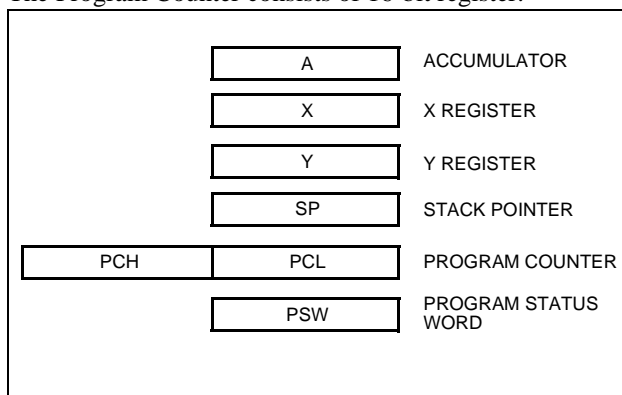 The Program Counter consists of 16-bit register.
A ACCUMULATOR
X X REGISTER
Y Y REGISTER
SP STACK POINTER
PCH PCL PROGRAM COUNTER
PSW PROGRAM STATUS
WORD